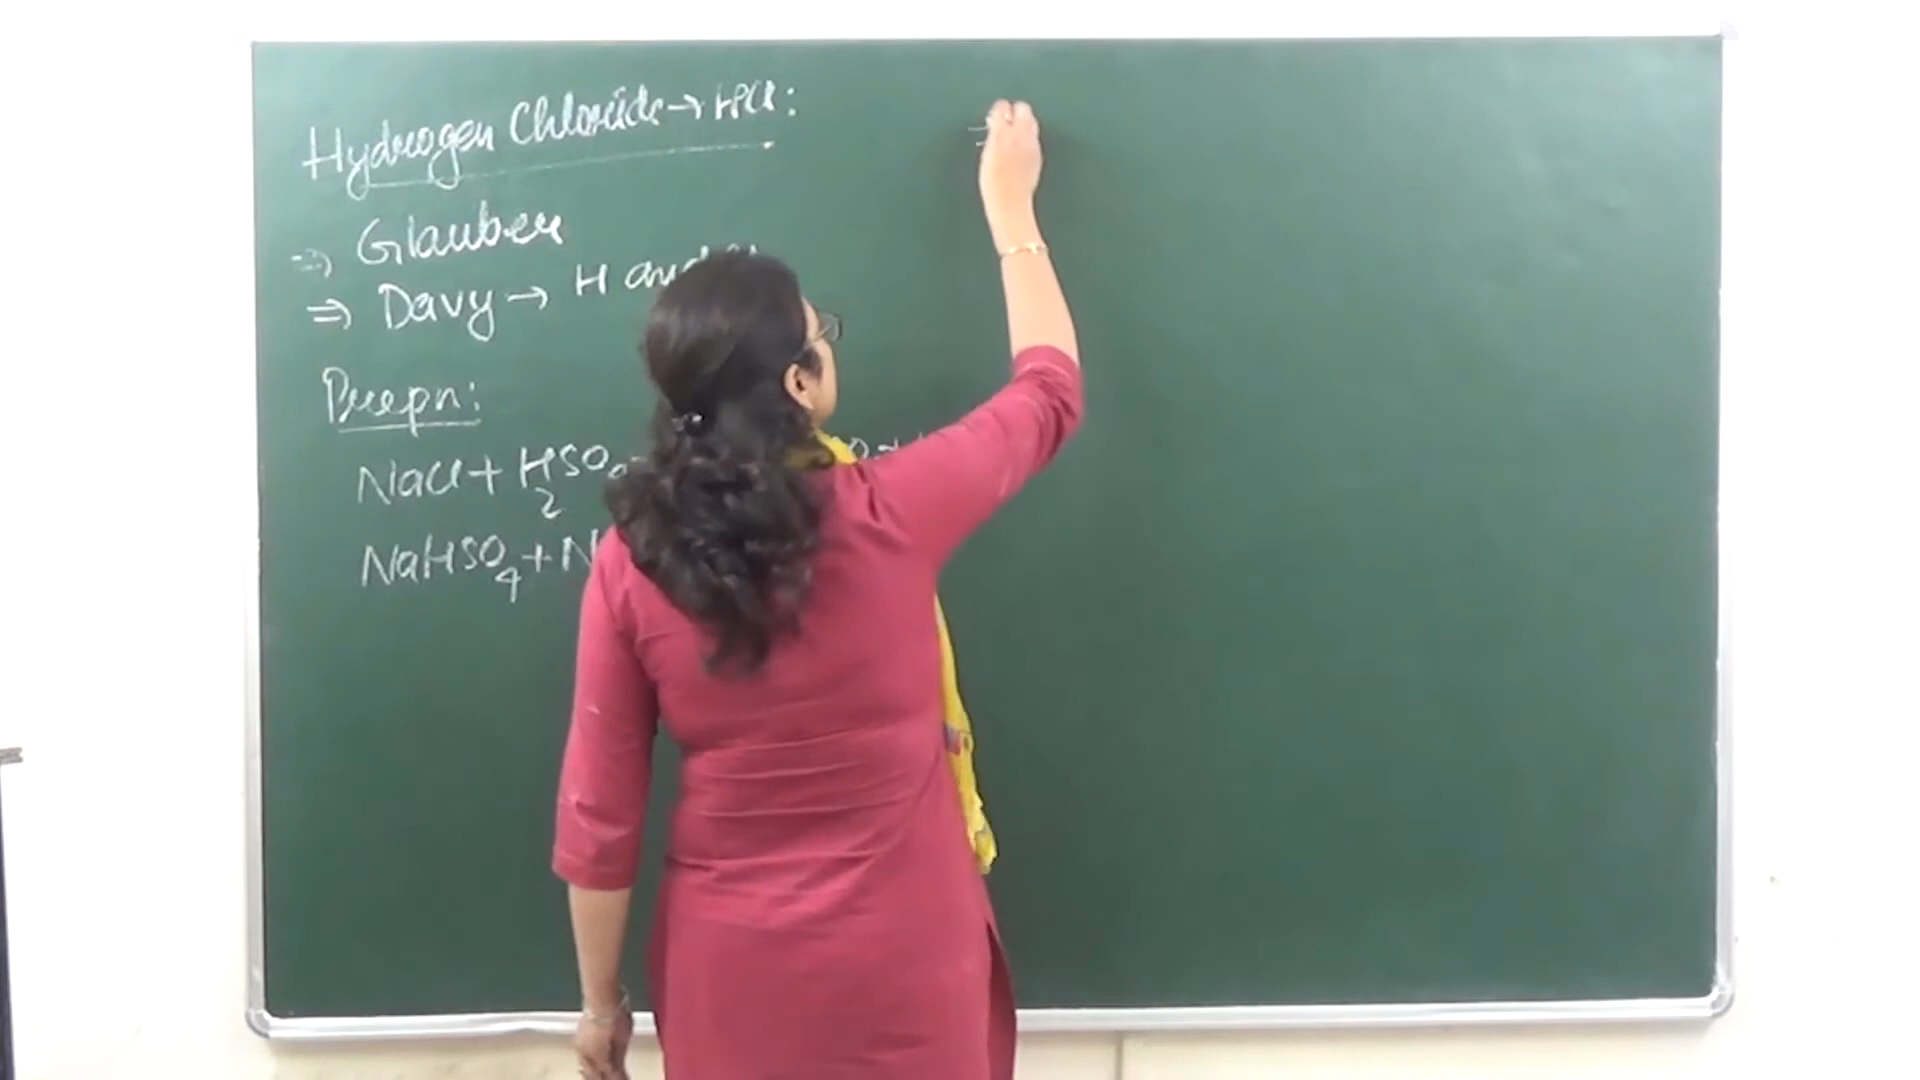 Hydrogen Chloride → HCl:
⇒ Glauber
⇒ Davy → H and
Prepn:
NaCl + H2SO4
NaHSO4 + N